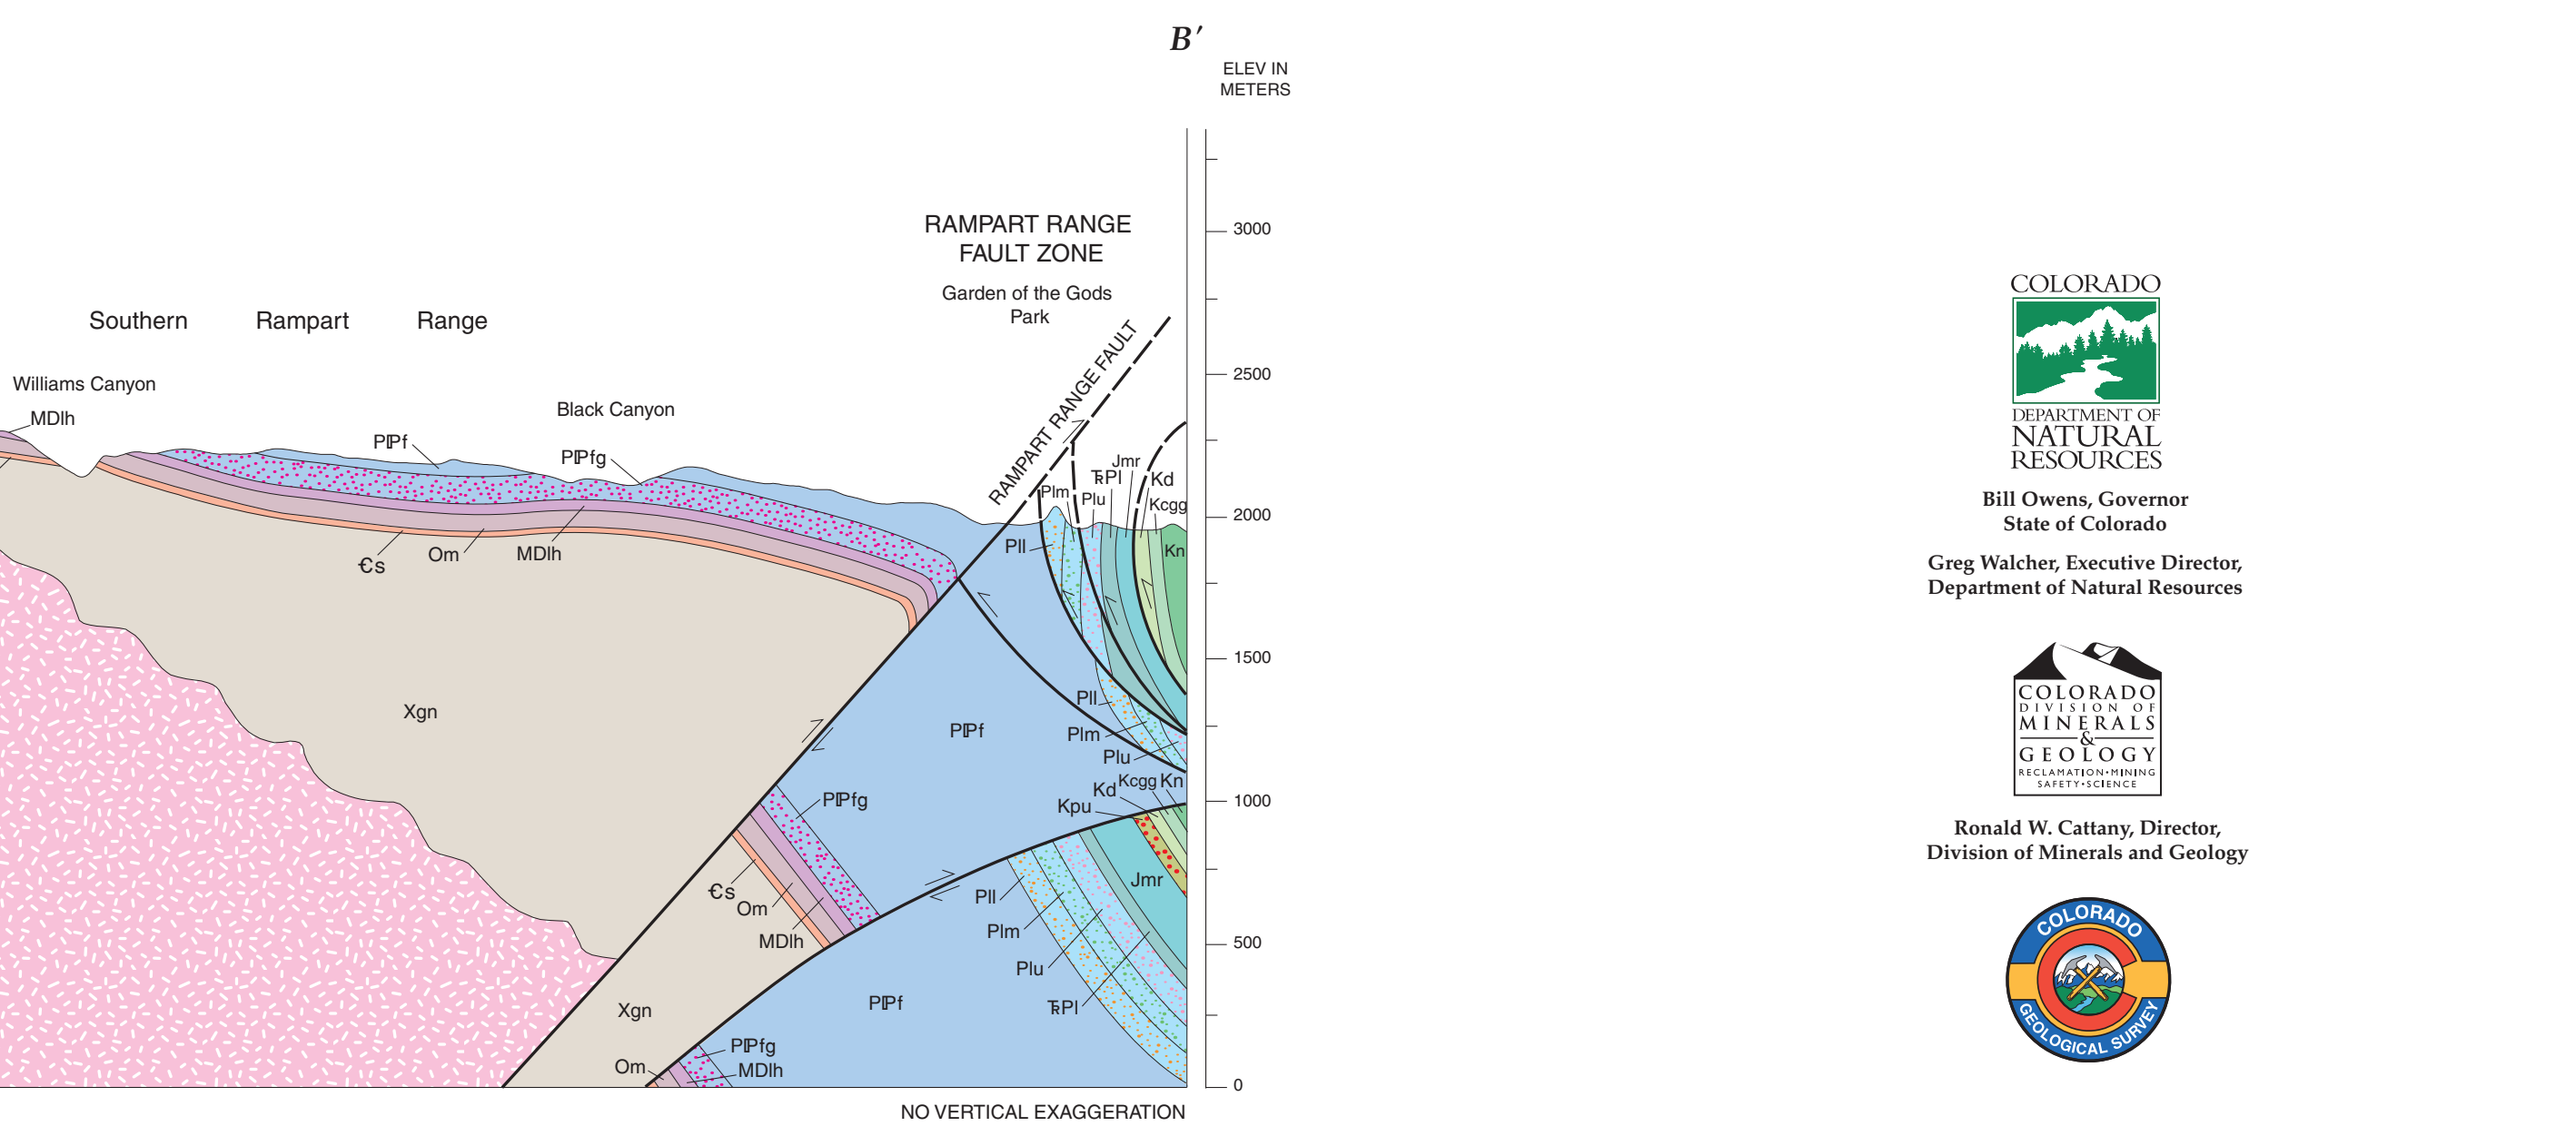 B′
ELEV IN
METERS
3000
2500
2000
1500
1000
500
0
RAMPART RANGE
FAULT ZONE
Garden of the Gods
Park
RAMPART RANGE FAULT
Southern Rampart Range
Williams Canyon
MDlh
Black Canyon
PIPf
PIPfg
Plm
Plu
TRPl
Jmr
Kd
Kcgg
Kn
Pll
Єs
Om
MDlh
Xgn
PIPf
Pll
Plm
Plu
Kcgg
Kn
Kd
Kpu
PIPfg
Єs
Om
MDlh
Jmr
Pll
Plm
Plu
TRPl
Xgn
PIPf
PIPfg
Om
MDlh
NO VERTICAL EXAGGERATION
COLORADO
DEPARTMENT OF
NATURAL
RESOURCES
Bill Owens, Governor
State of Colorado
Greg Walcher, Executive Director,
Department of Natural Resources
COLORADO
DIVISION OF
MINERALS
&
GEOLOGY
RECLAMATION•MINING
SAFETY•SCIENCE
Ronald W. Cattany, Director,
Division of Minerals and Geology
COLORADO
GEOLOGICAL SURVEY